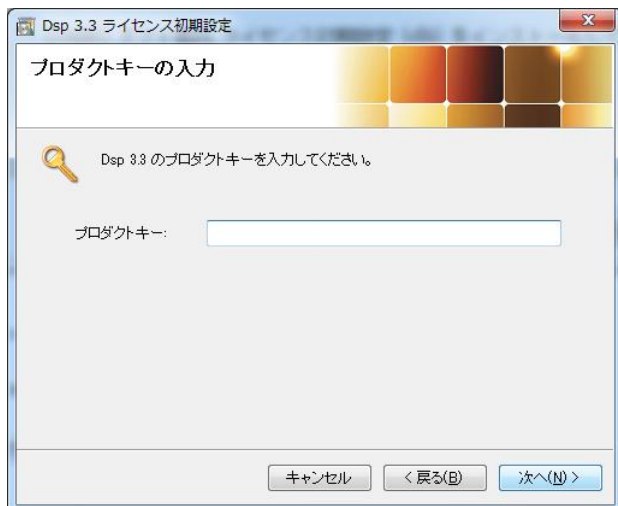 Dsp 3.3 ライセンス初期設定
プロダクトキーの入力
Dsp 3.3 のプロダクトキーを入力してください。
プロダクトキー:
キャンセル
< 戻る(B)
次へ(N) >